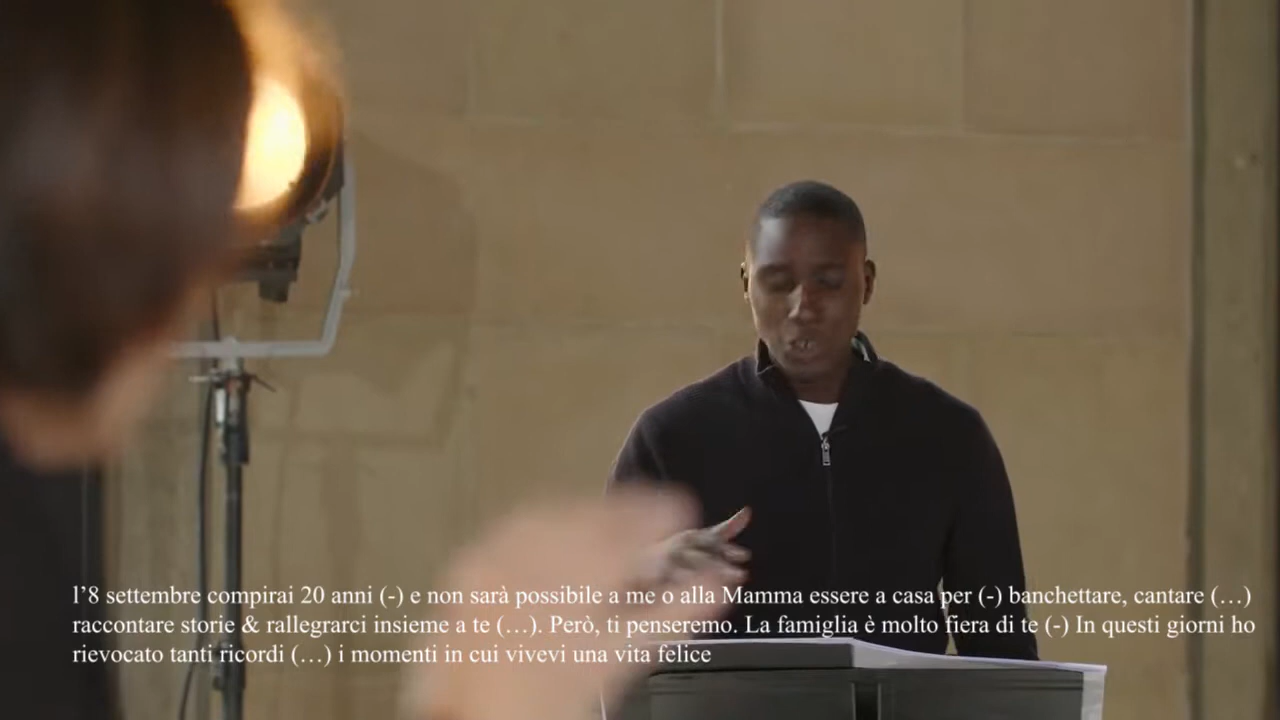 l’8 settembre compirai 20 anni (-) e non sarà possibile a me o alla Mamma essere a casa per (-) banchettare, cantare (…)
raccontare storie & rallegrarci insieme a te (…). Però, ti penseremo. La famiglia è molto fiera di te (-) In questi giorni ho
rievocato tanti ricordi (…) i momenti in cui vivevi una vita felice